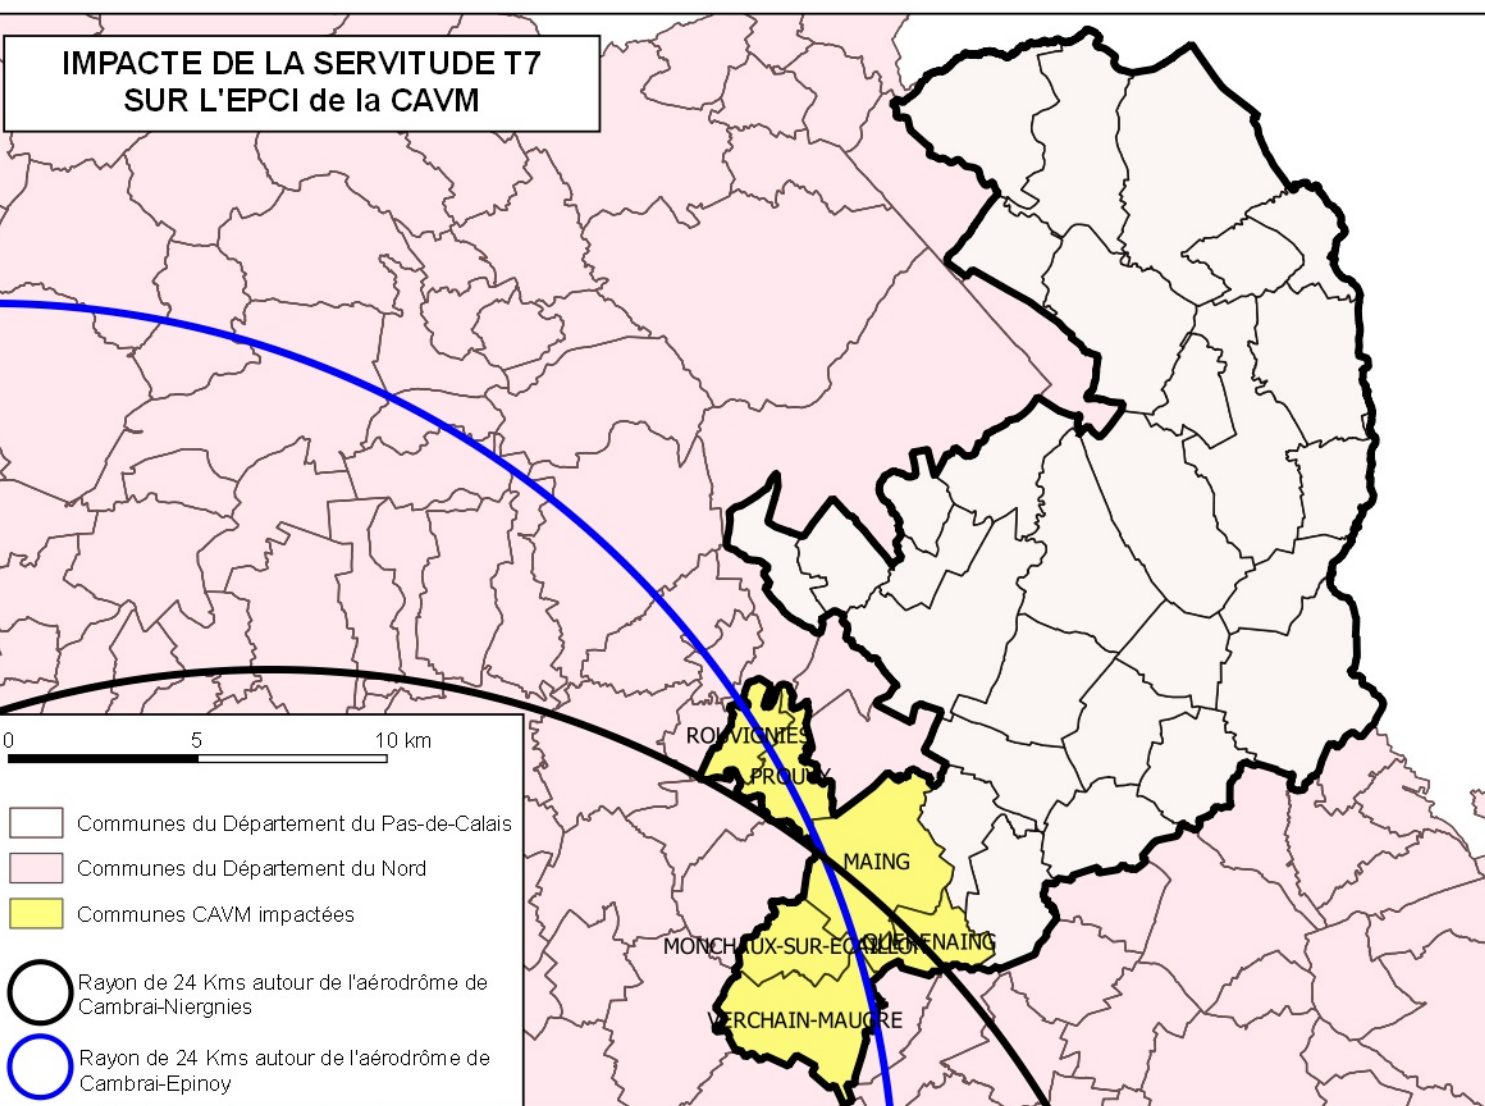 IMPACTE DE LA SERVITUDE T7
SUR L'EPCI de la CAVM
ROUVIGNIES
PROUVY
0 5 10 km
Communes du Département du Pas-de-Calais
MAING
Communes du Département du Nord
Communes CAVM impactées
MONCHAUX-SUR-ECAILLON
QUERENAING
Rayon de 24 Kms autour de l'aérodrôme de
Cambrai-Niergnies
VERCHAIN-MAUGRE
Rayon de 24 Kms autour de l'aérodrôme de
Cambrai-Epinoy